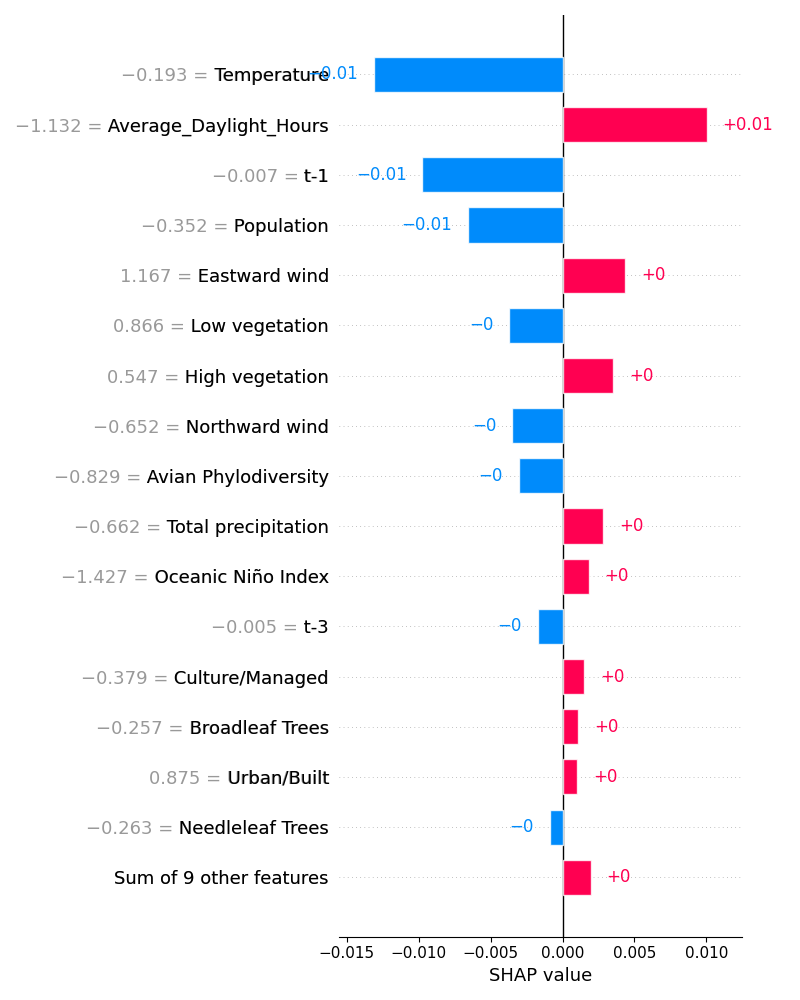 −0.193 = Temperature −0.01
−1.132 = Average_Daylight_Hours +0.01
−0.007 = t-1 −0.01
−0.352 = Population −0.01
1.167 = Eastward wind +0
0.866 = Low vegetation −0
0.547 = High vegetation +0
−0.652 = Northward wind −0
−0.829 = Avian Phylodiversity −0
−0.662 = Total precipitation +0
−1.427 = Oceanic Niño Index +0
−0.005 = t-3 −0
−0.379 = Culture/Managed +0
−0.257 = Broadleaf Trees +0
0.875 = Urban/Built +0
−0.263 = Needleleaf Trees −0
Sum of 9 other features +0
−0.015 −0.010 −0.005 0.000 0.005 0.010
SHAP value